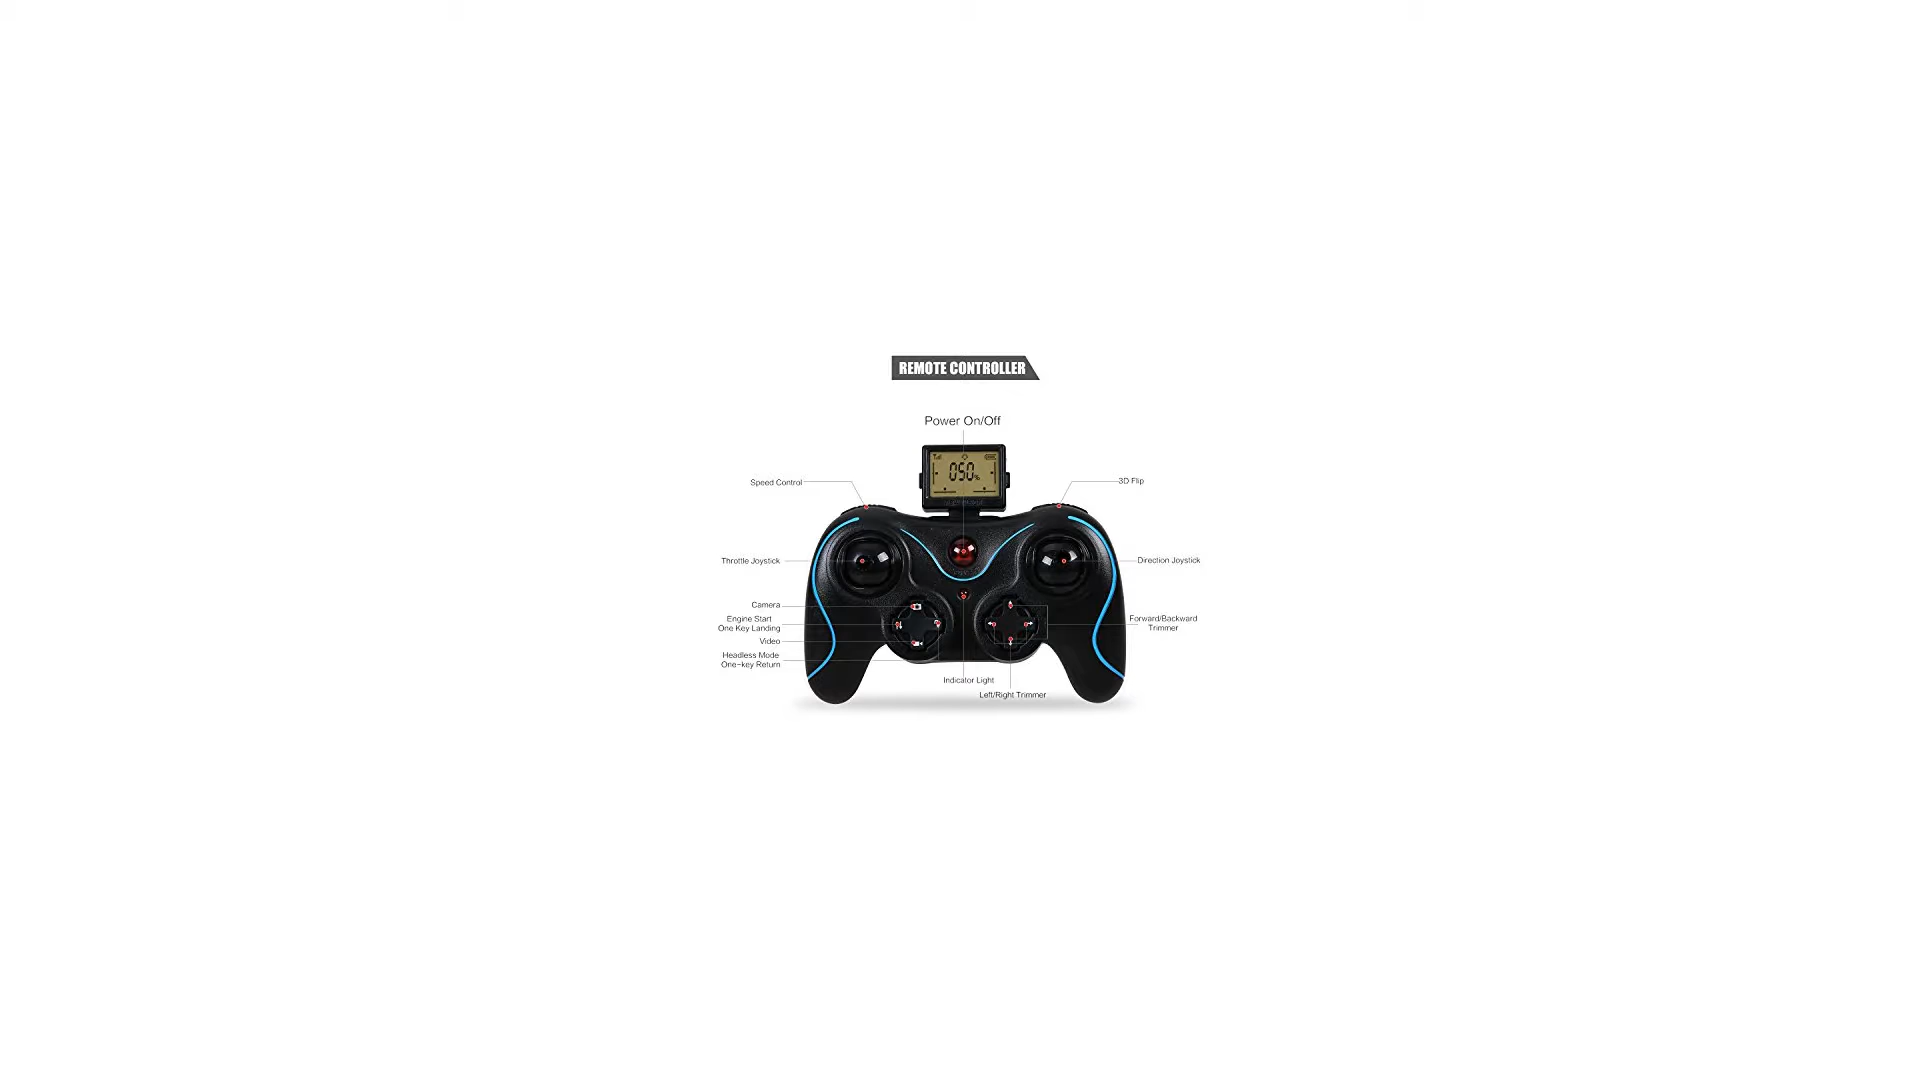 REMOTE CONTROLLER
Power On/Off
050%
Speed Control
3D Flip
Throttle Joystick
Direction Joystick
Camera
Engine Start
One Key Landing
Video
Headless Mode
One-key Return
Forward/Backward
Trimmer
Indicator Light
Left/Right Trimmer